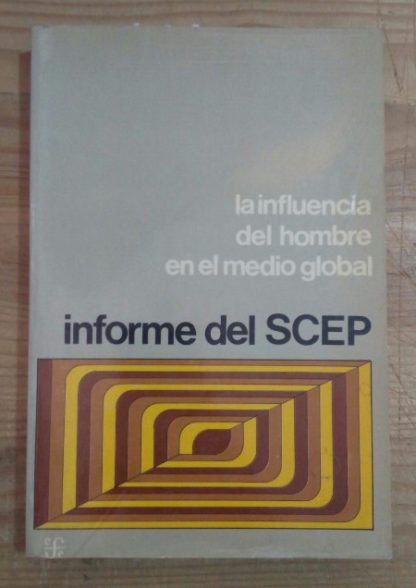 la influencia
del hombre
en el medio global
informe del SCEP